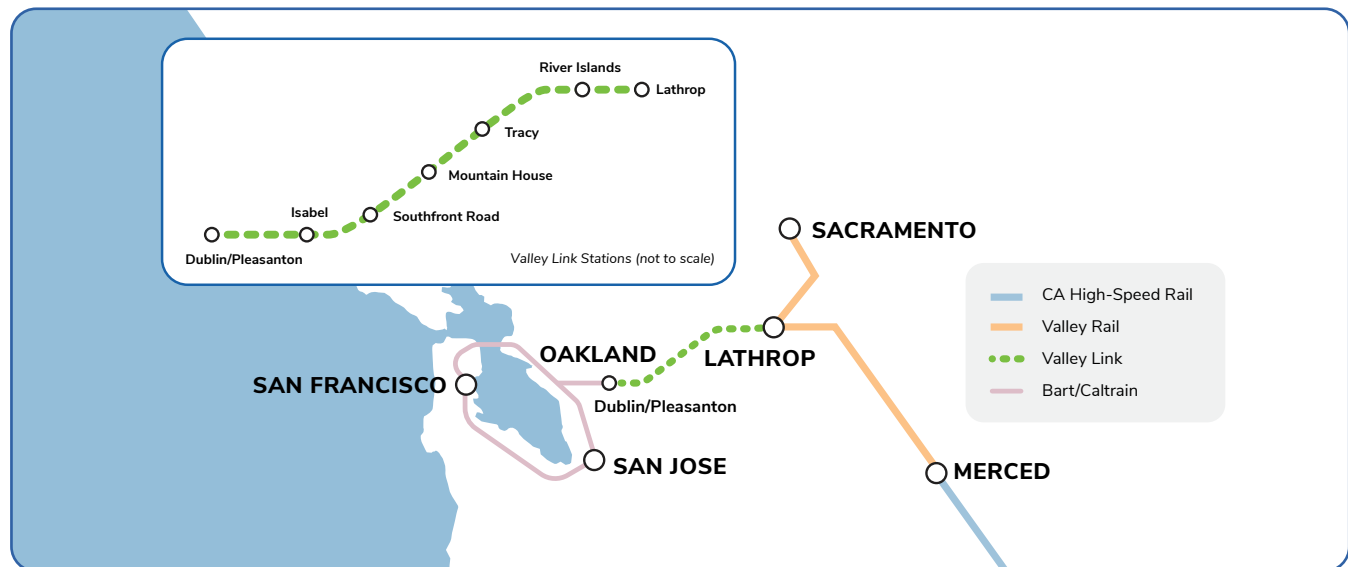 River Islands
Lathrop
Tracy
Mountain House
Isabel
Southfront Road
Dublin/Pleasanton
Valley Link Stations (not to scale)
SACRAMENTO
CA High-Speed Rail
Valley Rail
Valley Link
Bart/Caltrain
OAKLAND
LATHROP
SAN FRANCISCO
Dublin/Pleasanton
SAN JOSE
MERCED